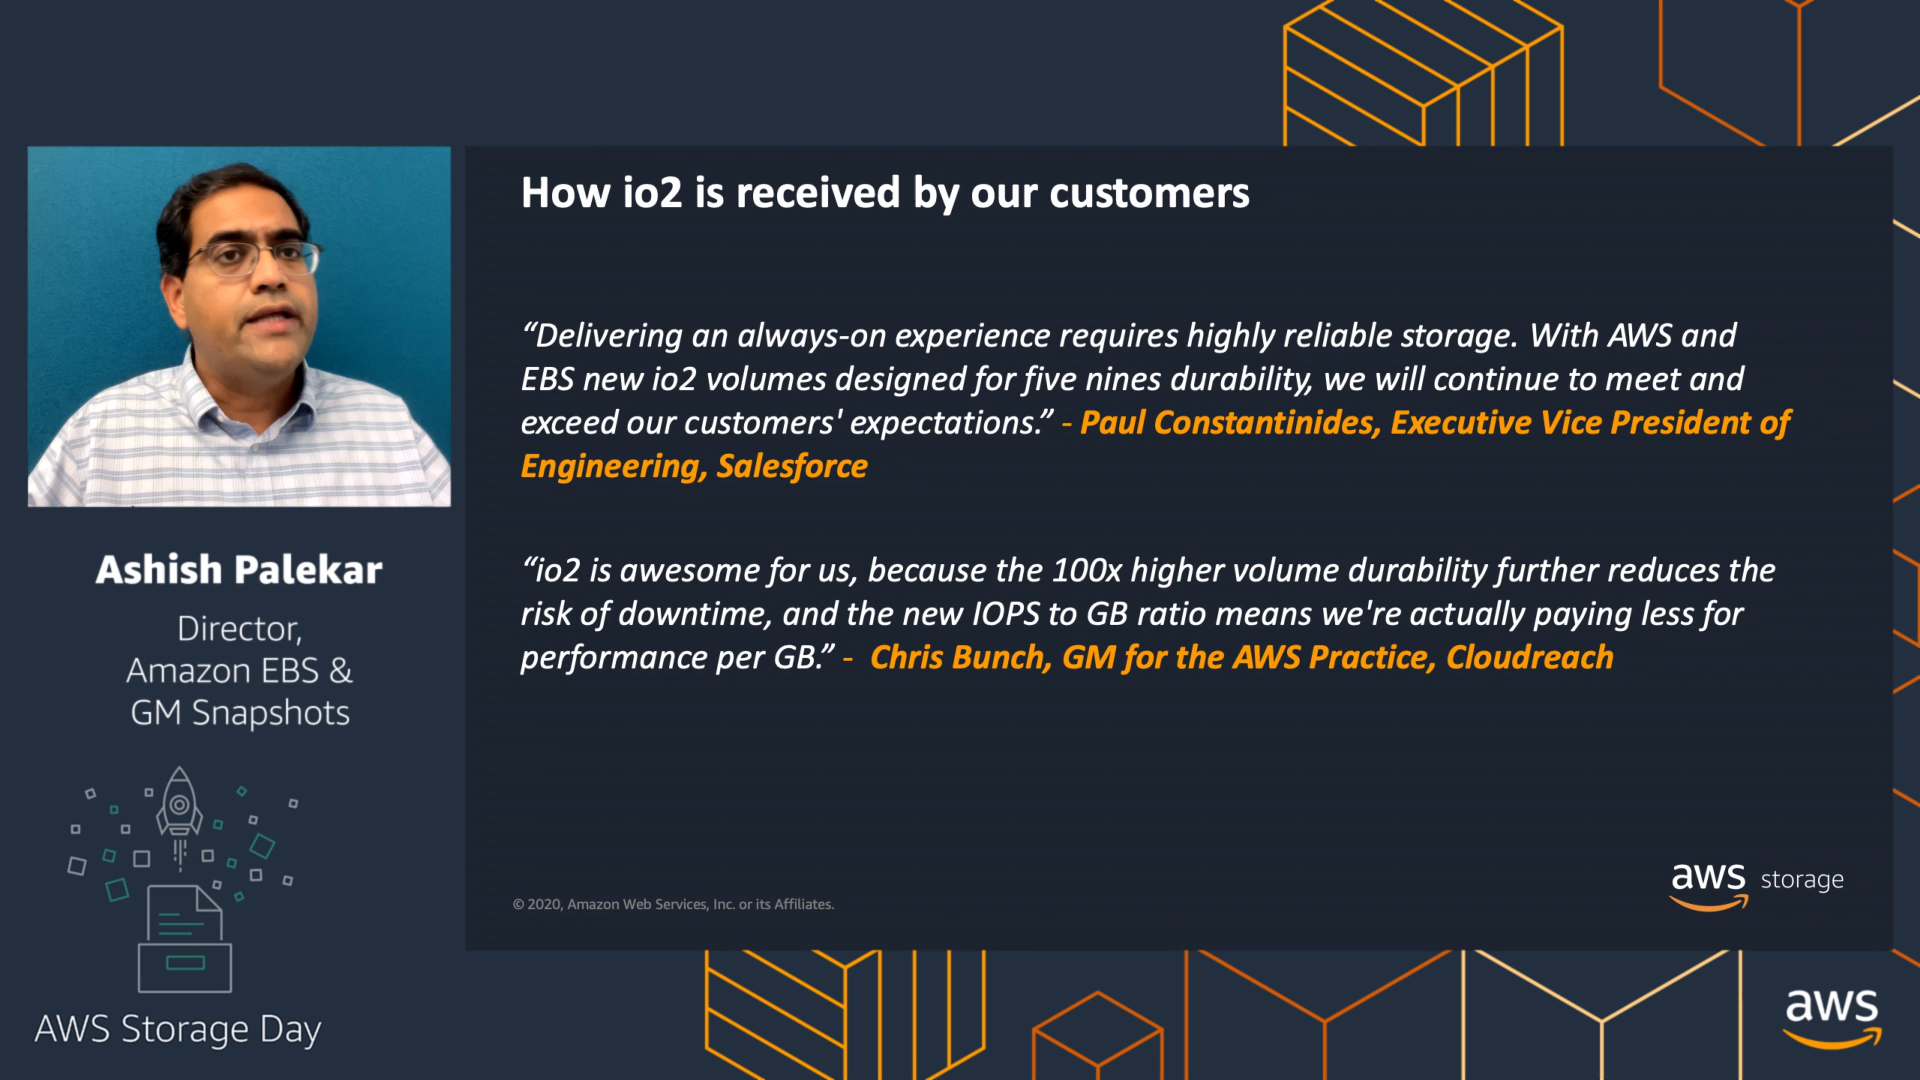 How io2 is received by our customers
“Delivering an always-on experience requires highly reliable storage. With AWS and
EBS new io2 volumes designed for five nines durability, we will continue to meet and
exceed our customers' expectations.” - Paul Constantinides, Executive Vice President of
Engineering, Salesforce
“io2 is awesome for us, because the 100x higher volume durability further reduces the
risk of downtime, and the new IOPS to GB ratio means we're actually paying less for
performance per GB.” - Chris Bunch, GM for the AWS Practice, Cloudreach
© 2020, Amazon Web Services, Inc. or its Affiliates.
aws storage
Ashish Palekar
Director,
Amazon EBS &
GM Snapshots
AWS Storage Day
aws